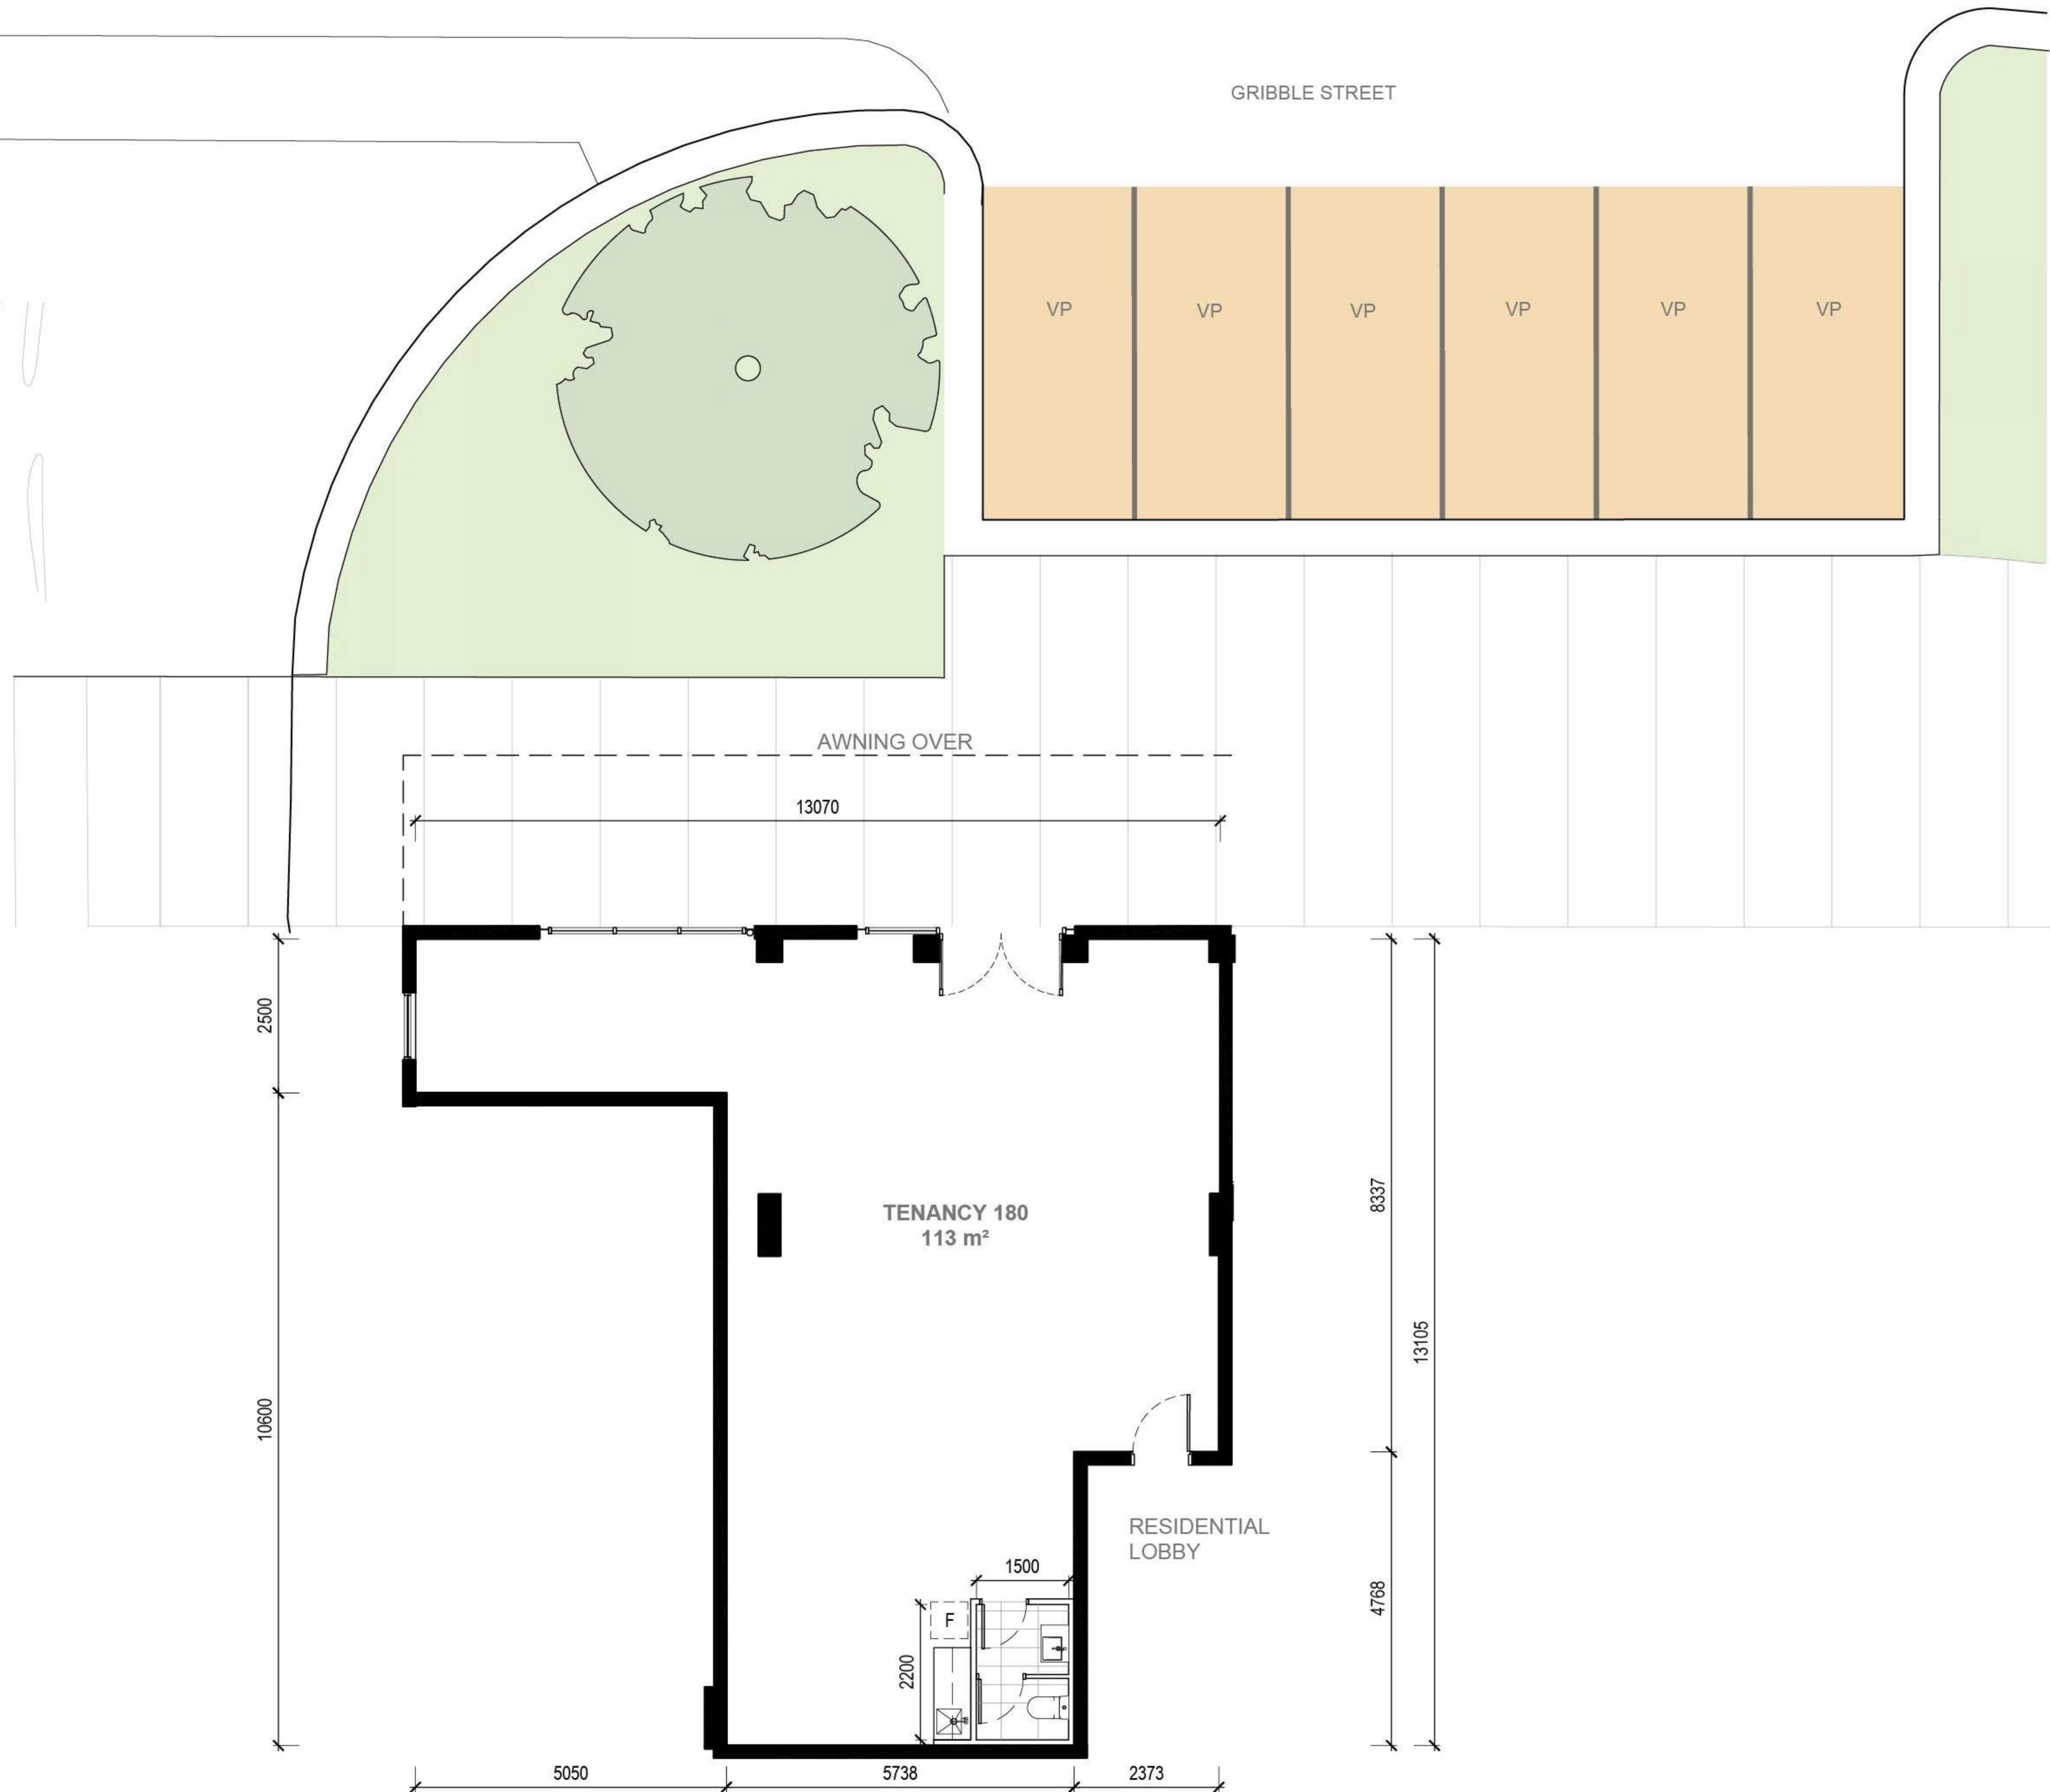 GRIBBLE STREET
VP
VP
VP
VP
VP
VP
AWNING OVER
13070
2500
8337
TENANCY 180
113 m²
13105
10600
RESIDENTIAL
LOBBY
1500
4768
F
2200
5050
5738
2373